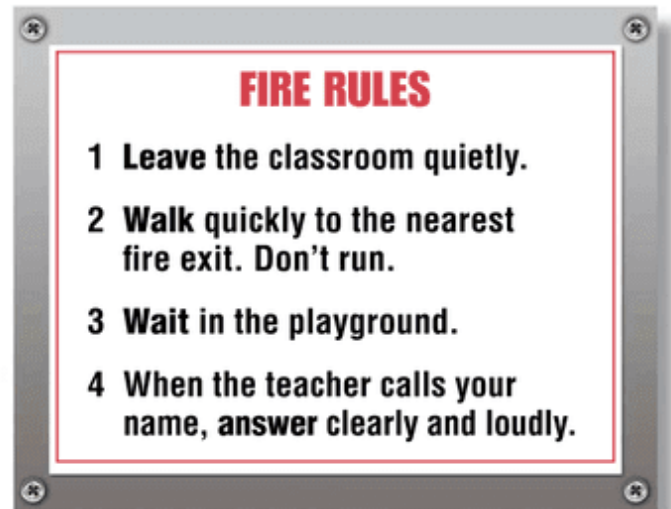 FIRE RULES
1 Leave the classroom quietly.
2 Walk quickly to the nearest
fire exit. Don't run.
3 Wait in the playground.
4 When the teacher calls your
name, answer clearly and loudly.